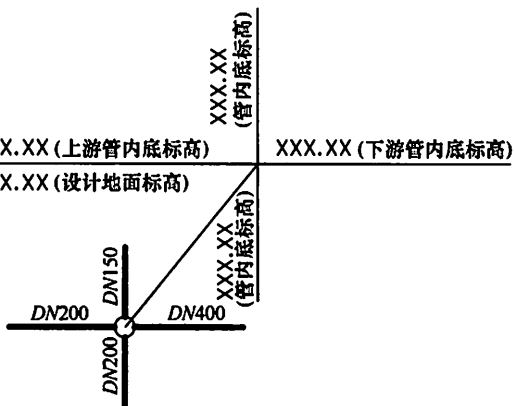 XXX.XX
(管内底标高)
X.XX (上游管内底标高)
XXX.XX (下游管内底标高)
X.XX (设计地面标高)
XXX.XX
(管内底标高)
DN150
DN200
DN400
DN200